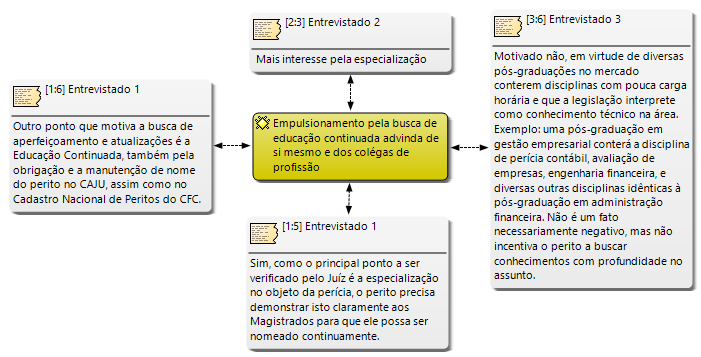 [2:3] Entrevistado 2
Mais interesse pela especialização
[1:6] Entrevistado 1
Outro ponto que motiva a busca de
aperfeiçoamento e atualizações é a
Educação Continuada, também pela
obrigação e a manutenção de nome
do perito no CAJU, assim como no
Cadastro Nacional de Peritos do CFC.
Empulsionamento pela busca de
educação continuada advinda de
si mesmo e dos colégas de
profissão
[3:6] Entrevistado 3
Motivado não, em virtude de diversas
pós-graduações no mercado
conterem disciplinas com pouca carga
horária e que a legislação interprete
como conhecimento técnico na área.
Exemplo: uma pós-graduação em
gestão empresarial conterá a disciplina
de perícia contábil, avaliação de
empresas, engenharia financeira, e
diversas outras disciplinas idênticas à
pós-graduação em administração
financeira. Não é um fato
necessariamente negativo, mas não
incentiva o perito a buscar
conhecimentos com profundidade no
assunto.
[1:5] Entrevistado 1
Sim, como o principal ponto a ser
verificado pelo Juíz é a especialização
no objeto da perícia, o perito precisa
demonstrar isto claramente aos
Magistrados para que ele possa ser
nomeado continuamente.